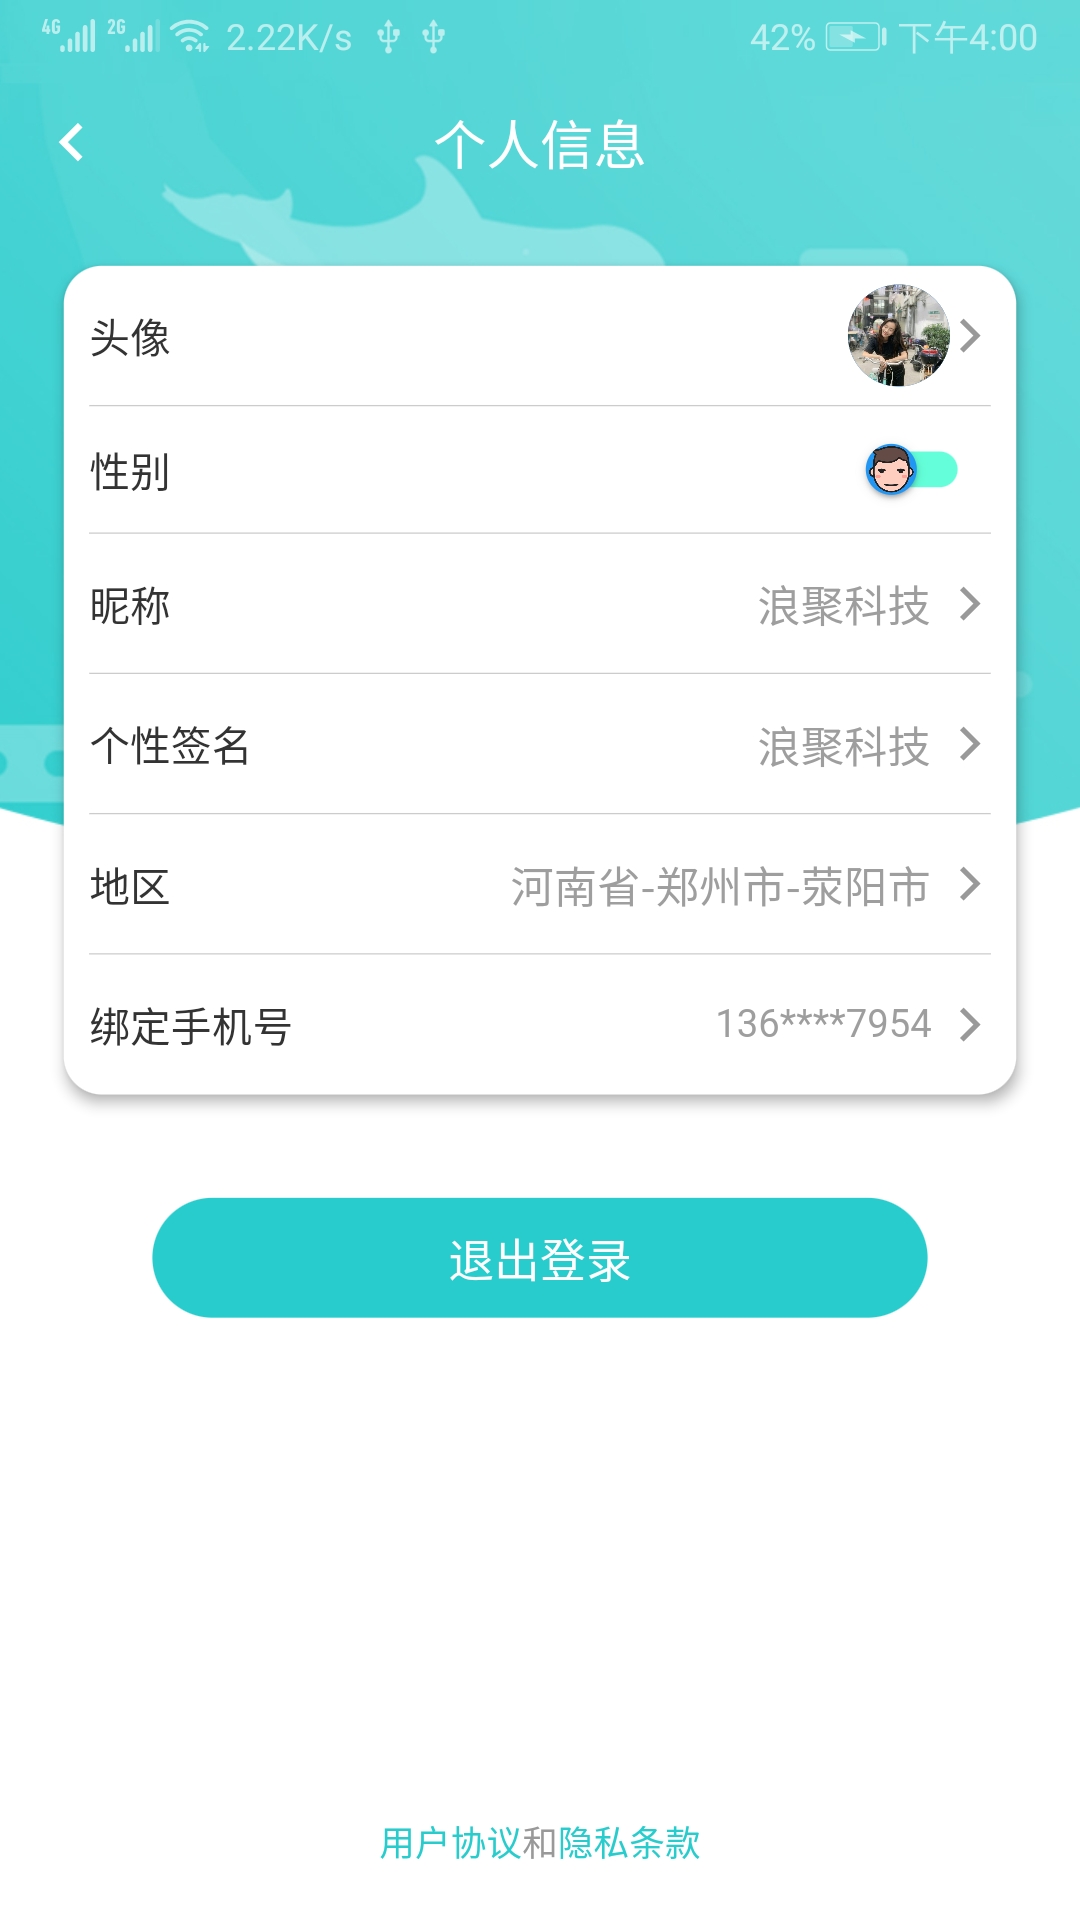 4G 2G 2.22K/s 42% 下午4:00
个人信息
头像
性别
昵称 浪聚科技
个性签名 浪聚科技
地区 河南省-郑州市-荥阳市
绑定手机号 136****7954
退出登录
用户协议和隐私条款